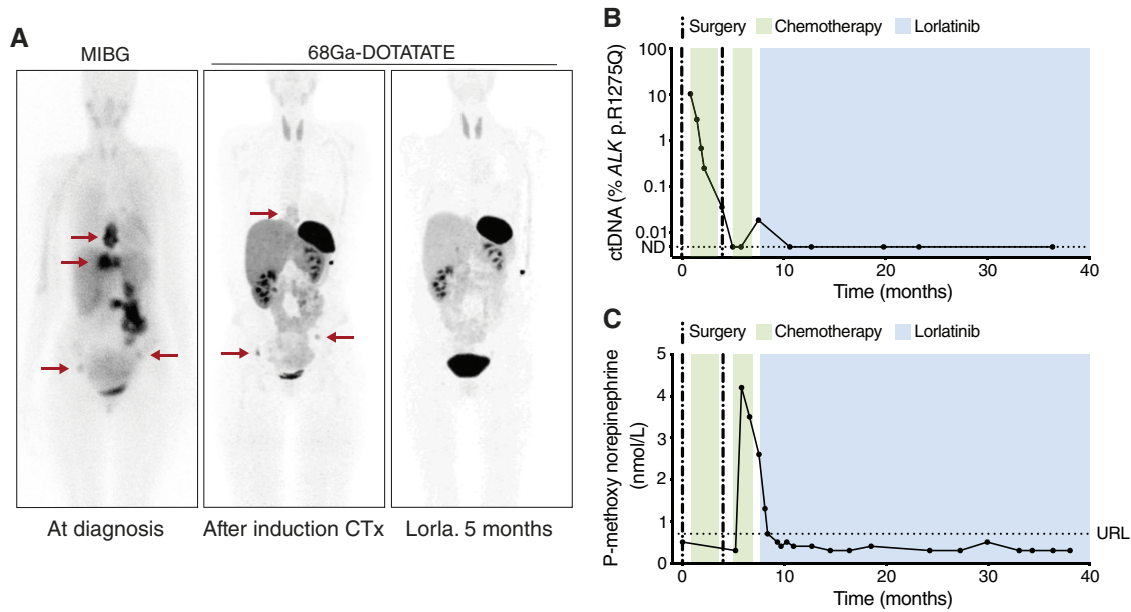 A
MIBG
68Ga-DOTATATE
At diagnosis
After induction CTx
Lorla. 5 months
B
Surgery Chemotherapy Lorlatinib
ctDNA (% ALK p.R1275Q)
100
10
1
0.1
0.01
ND
0 10 20 30 40
Time (months)
C
Surgery Chemotherapy Lorlatinib
P-methoxy norepinephrine
(nmol/L)
5
4
3
2
1
0
URL
0 10 20 30 40
Time (months)